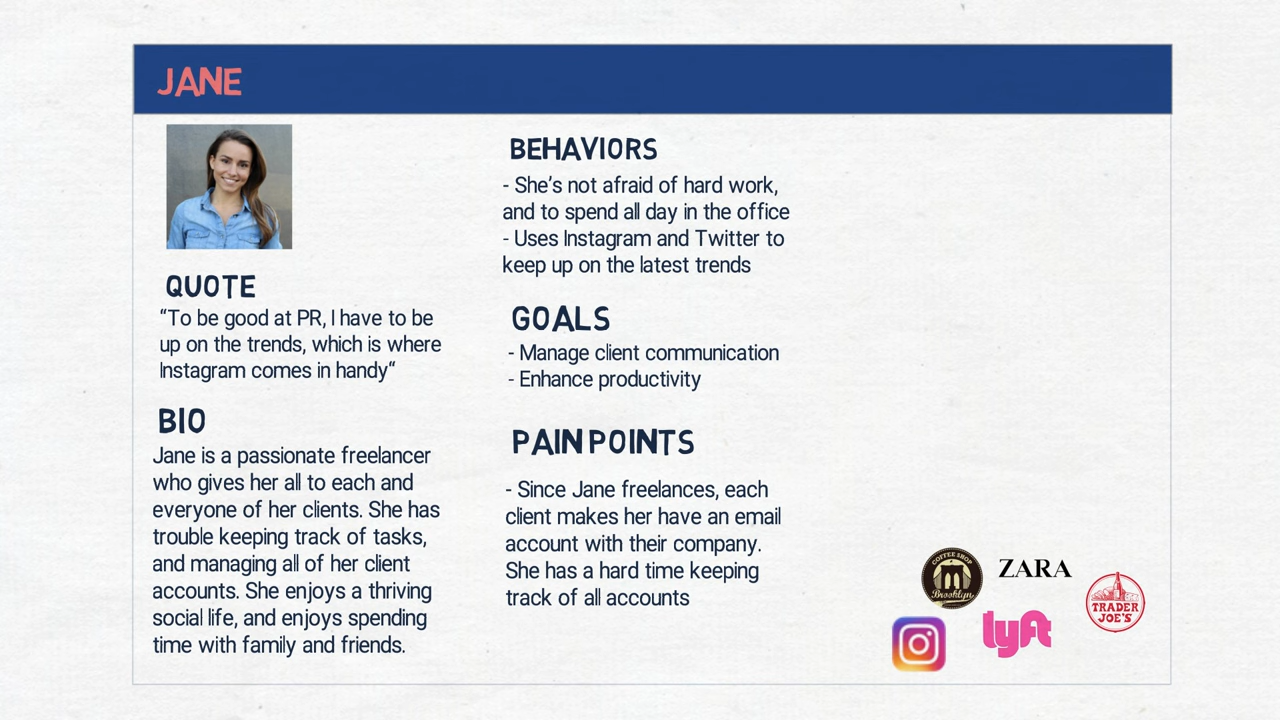 JANE
QUOTE
“To be good at PR, I have to be
up on the trends, which is where
Instagram comes in handy“
BIO
Jane is a passionate freelancer
who gives her all to each and
everyone of her clients. She has
trouble keeping track of tasks,
and managing all of her client
accounts. She enjoys a thriving
social life, and enjoys spending
time with family and friends.
BEHAVIORS
- She’s not afraid of hard work,
and to spend all day in the office
- Uses Instagram and Twitter to
keep up on the latest trends
GOALS
- Manage client communication
- Enhance productivity
PAIN POINTS
- Since Jane freelances, each
client makes her have an email
account with their company.
She has a hard time keeping
track of all accounts
COFFEE SHOP
Brooklyn
ZARA
TRADER
JOE'S
lyft